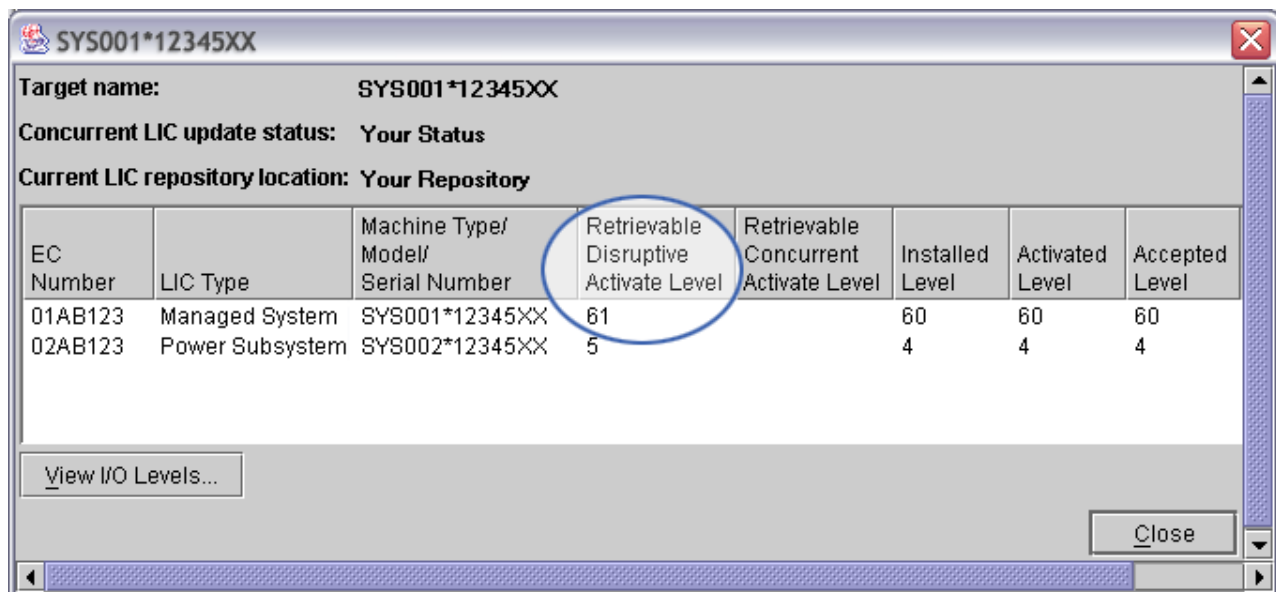 SYS001*12345XX
Target name: SYS001*12345XX
Concurrent LIC update status: Your Status
Current LIC repository location: Your Repository
EC Number LIC Type Machine Type/ Model/ Serial Number Retrievable Disruptive Activate Level Retrievable Concurrent Activate Level Installed Level Activated Level Accepted Level
01AB123 Managed System SYS001*12345XX 61 60 60 60
02AB123 Power Subsystem SYS002*12345XX 5 4 4 4
View I/O Levels...
Close